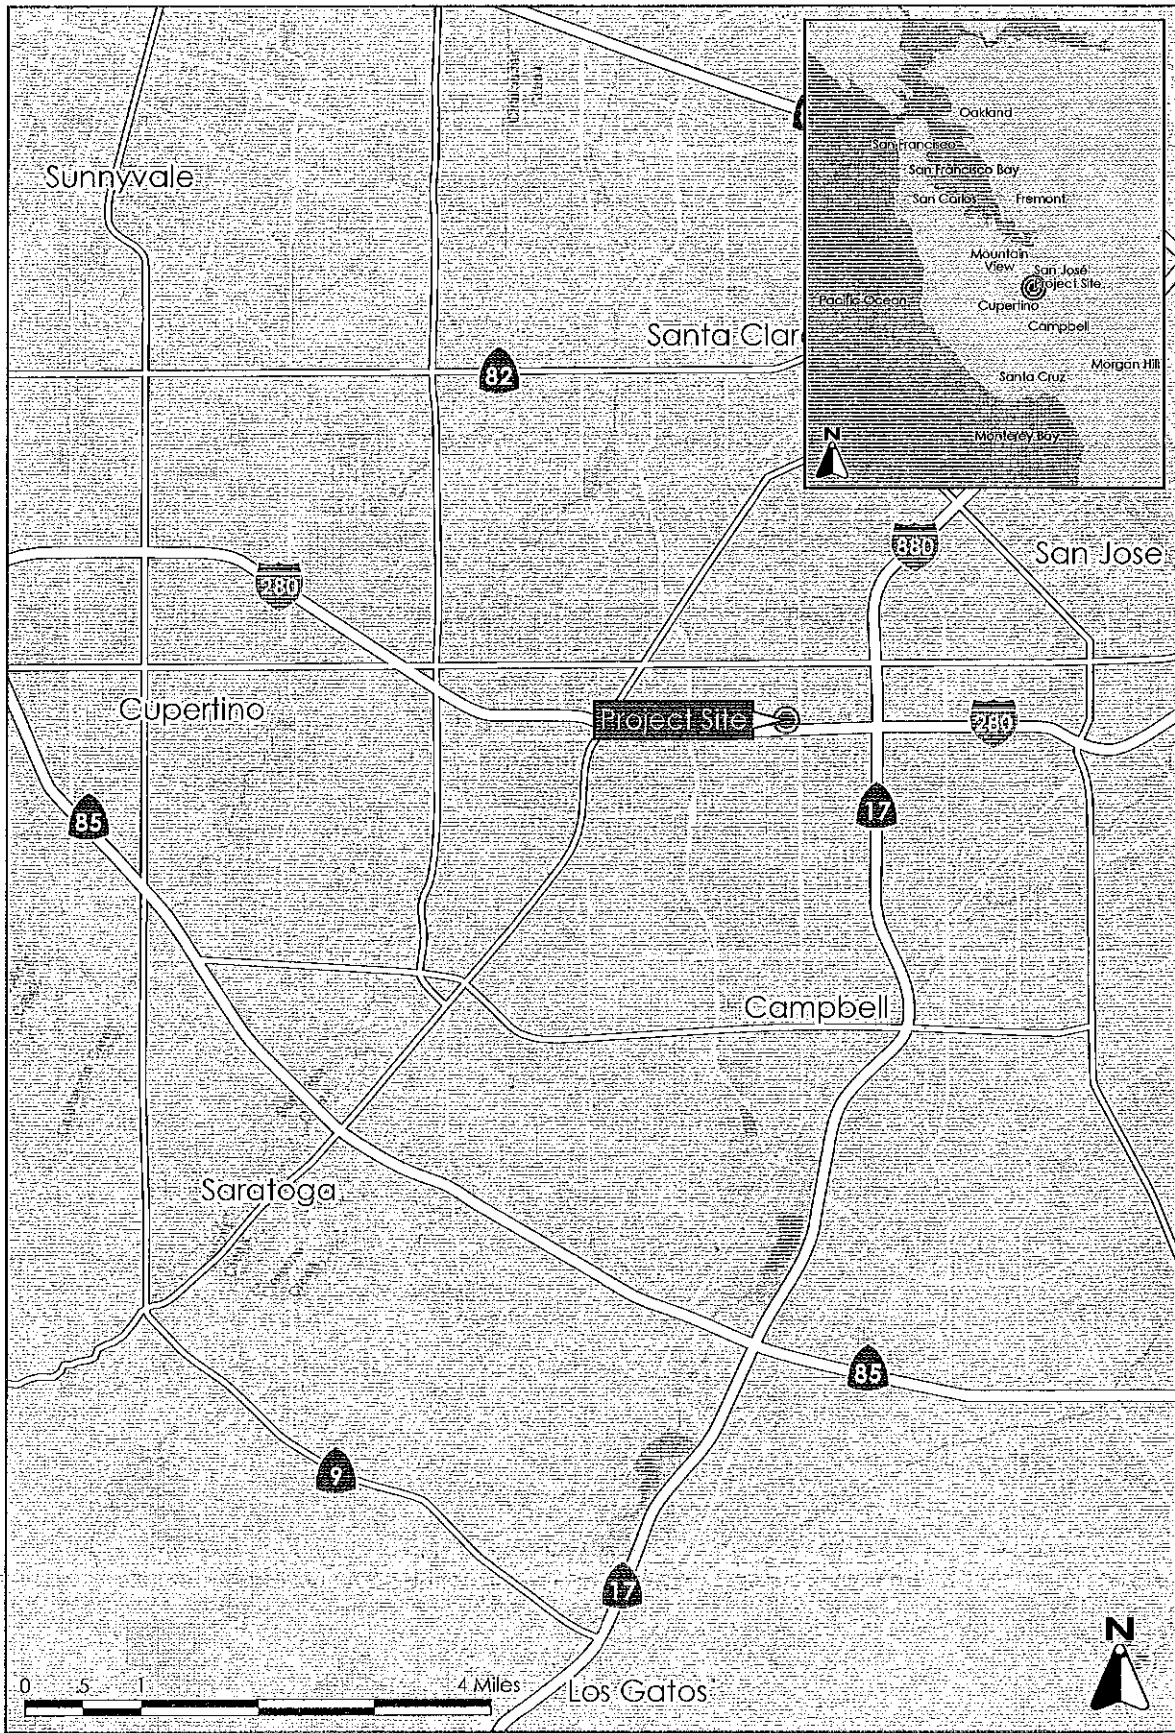 Sunnyvale
Oakland
San Francisco
San Francisco Bay
San Carlos
Fremont
Mountain
View
San José
Project Site
Pacific Ocean
Cupertino
Campbell
Morgan Hill
Santa Cruz
Monterey Bay
N
Santa Clar
82
880
San Jose
280
Cupertino
Project Site
280
85
17
Campbell
Saratoga
85
9
17
N
0 .5 1 4 Miles
Los Gatos